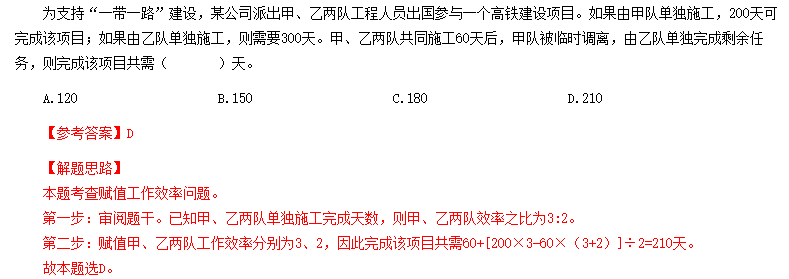 为支持“一带一路”建设，某公司派出甲、乙两队工程人员出国参与一个高铁建设项目。如果由甲队单独施工，200天可
完成该项目；如果由乙队单独施工，则需要300天。甲、乙两队共同施工60天后，甲队被临时调离，由乙队单独完成剩余任
务，则完成该项目共需（　　　）天。
A.120 B.150 C.180 D.210
【参考答案】D
【解题思路】
本题考查赋值工作效率问题。
第一步：审阅题干。已知甲、乙两队单独施工完成天数，则甲、乙两队效率之比为3:2。
第二步：赋值甲、乙两队工作效率分别为3、2，因此完成该项目共需60+[200×3-60×（3+2）]÷2=210天。
故本题选D。